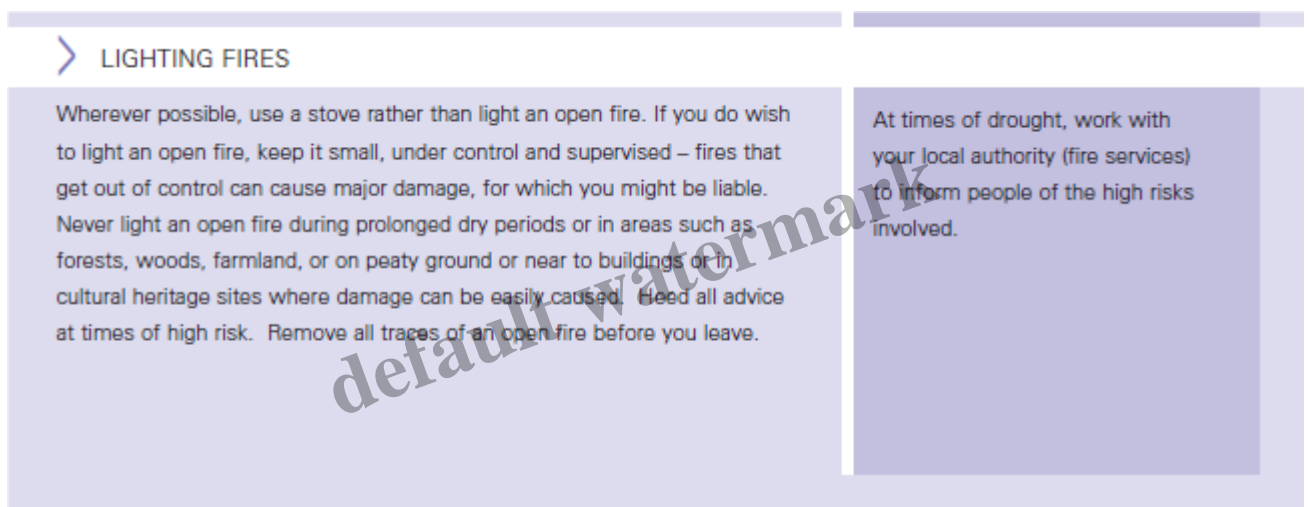 LIGHTING FIRES
Wherever possible, use a stove rather than light an open fire. If you do wish
to light an open fire, keep it small, under control and supervised – fires that
get out of control can cause major damage, for which you might be liable.
Never light an open fire during prolonged dry periods or in areas such as
forests, woods, farmland, or on peaty ground or near to buildings or in
cultural heritage sites where damage can be easily caused.  Heed all advice
at times of high risk.  Remove all traces of an open fire before you leave.
At times of drought, work with
your local authority (fire services)
to inform people of the high risks
involved.
default watermark